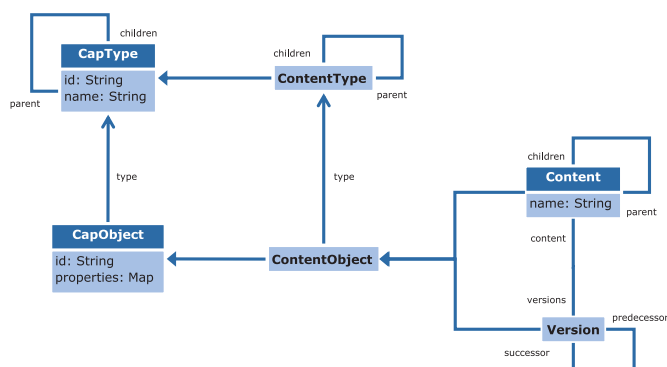 children
CapType
id: String
name: String
parent
children
ContentType
parent
type
type
children
Content
name: String
parent
CapObject
id: String
properties: Map
ContentObject
content
versions
predecessor
Version
successor